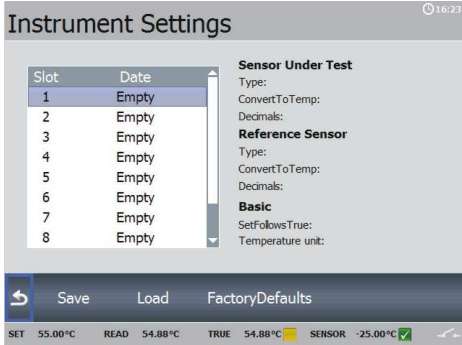 16:23
Instrument Settings
Slot Date
1 Empty
2 Empty
3 Empty
4 Empty
5 Empty
6 Empty
7 Empty
8 Empty
Sensor Under Test
Type:
ConvertToTemp:
Decimals:
Reference Sensor
Type:
ConvertToTemp:
Decimals:
Basic
SetFollowsTrue:
Temperature unit:
Save Load FactoryDefaults
SET 55.00°C READ 54.88°C TRUE 54.88°C SENSOR -25.00°C